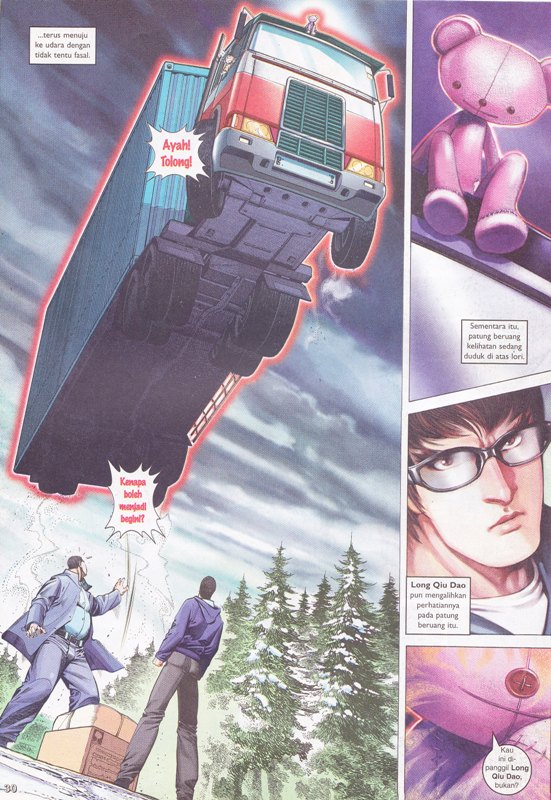 ...terus menuju
ke udara dengan
tidak tentu fasal.
Ayah!
Tolong!
Kenapa
boleh
menjadi
begini?
Sementara itu,
patung beruang
kelihatan sedang
duduk di atas lori.
Long Qiu Dao
pun mengalihkan
perhatiannya
pada patung
beruang itu.
Kau
ini di-
panggil Long
Qiu Dao,
bukan?
30